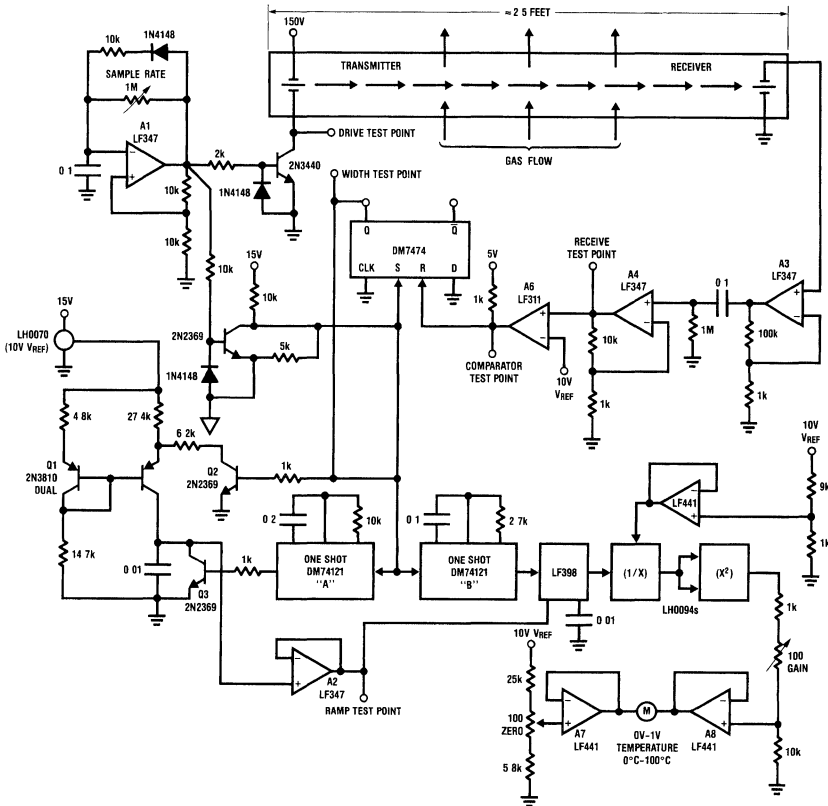 ≈2 5 FEET
150V
TRANSMITTER
RECEIVER
GAS FLOW
DRIVE TEST POINT
10k
1N4148
SAMPLE RATE
1M
A1
LF347
0 1
10k
10k
2k
2N3440
1N4148
WIDTH TEST POINT
Q
Q̅
DM7474
CLK
S
R
D
10k
15V
10k
2N2369
5k
1N4148
5V
1k
A6
LF311
COMPARATOR
TEST POINT
10V
VREF
RECEIVE
TEST POINT
A4
LF347
10k
1k
0 1
1M
A3
LF347
100k
1k
15V
LH0070
(10V VREF)
4 8k
27 4k
6 2k
Q1
2N3810
DUAL
Q2
2N2369
1k
14 7k
0 01
Q3
2N2369
1k
0 2
10k
ONE SHOT
DM74121
"A"
0 1
2 7k
ONE SHOT
DM74121
"B"
LF398
0 01
(1/X)
(X²)
LH0094s
LF441
10V
VREF
9k
1k
1k
100
GAIN
10k
A2
LF347
RAMP TEST POINT
10V VREF
25k
100
ZERO
5 8k
A7
LF441
M
0V–1V
TEMPERATURE
0°C–100°C
A8
LF441